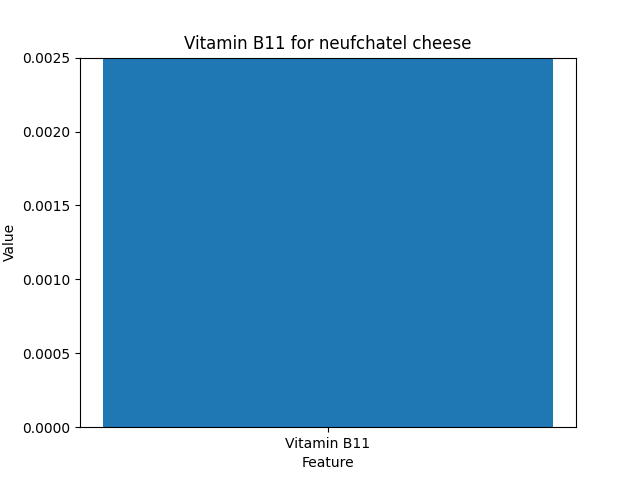 Vitamin B11 for neufchatel cheese
0.0025
0.0020
0.0015
0.0010
0.0005
0.0000
Value
Vitamin B11
Feature